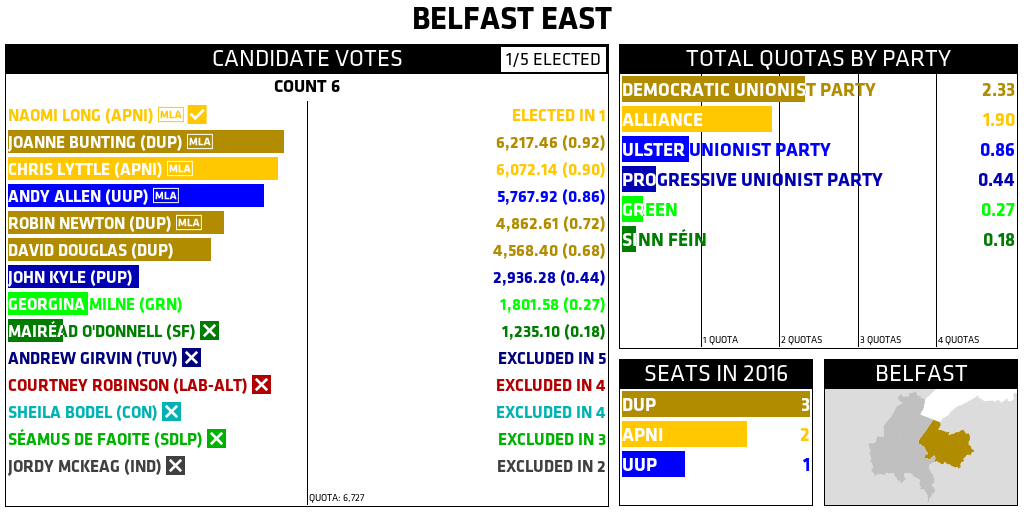 BELFAST EAST
CANDIDATE VOTES
1/5 ELECTED
COUNT 6
NAOMI LONG (APNI) MLA ELECTED IN 1
JOANNE BUNTING (DUP) MLA 6,217.46 (0.92)
CHRIS LYTTLE (APNI) MLA 6,072.14 (0.90)
ANDY ALLEN (UUP) MLA 5,767.92 (0.86)
ROBIN NEWTON (DUP) MLA 4,862.61 (0.72)
DAVID DOUGLAS (DUP) 4,568.40 (0.68)
JOHN KYLE (PUP) 2,936.28 (0.44)
GEORGINA MILNE (GRN) 1,801.58 (0.27)
MAIRÉAD O'DONNELL (SF) 1,235.10 (0.18)
ANDREW GIRVIN (TUV) EXCLUDED IN 5
COURTNEY ROBINSON (LAB-ALT) EXCLUDED IN 4
SHEILA BODEL (CON) EXCLUDED IN 4
SÉAMUS DE FAOITE (SDLP) EXCLUDED IN 3
JORDY MCKEAG (IND) EXCLUDED IN 2
QUOTA: 6,727
TOTAL QUOTAS BY PARTY
DEMOCRATIC UNIONIST PARTY 2.33
ALLIANCE 1.90
ULSTER UNIONIST PARTY 0.86
PROGRESSIVE UNIONIST PARTY 0.44
GREEN 0.27
SINN FÉIN 0.18
1 QUOTA 2 QUOTAS 3 QUOTAS 4 QUOTAS
SEATS IN 2016
DUP 3
APNI 2
UUP 1
BELFAST